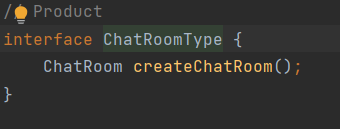 / Product
interface ChatRoomType {
    ChatRoom createChatRoom();
}